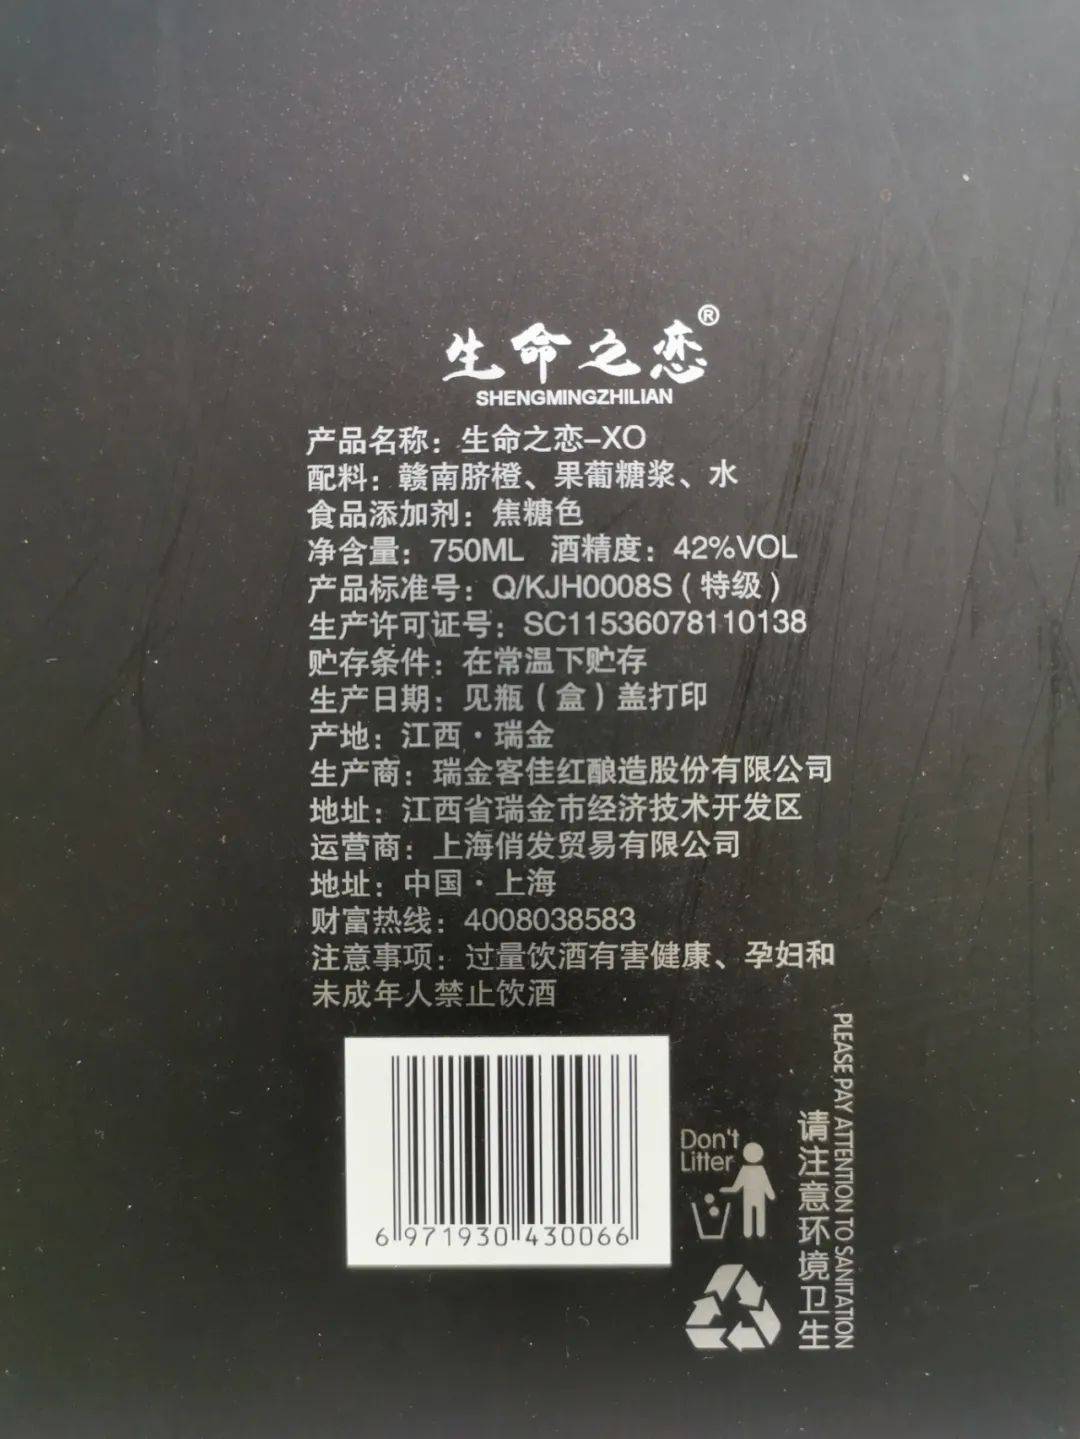 生命之恋®
SHENGMINGZHILIAN
产品名称：生命之恋-XO
配料：赣南脐橙、果葡糖浆、水
食品添加剂：焦糖色
净含量：750ML 酒精度：42%VOL
产品标准号：Q/KJH0008S（特级）
生产许可证号：SC11536078110138
贮存条件：在常温下贮存
生产日期：见瓶（盒）盖打印
产地：江西·瑞金
生产商：瑞金客佳红酿造股份有限公司
地址：江西省瑞金市经济技术开发区
运营商：上海俏发贸易有限公司
地址：中国·上海
财富热线：4008038583
注意事项：过量饮酒有害健康、孕妇和
未成年人禁止饮酒
6 971930 430066
Don't
Litter
请注意环境卫生
PLEASE PAY ATTENTION TO SANITATION